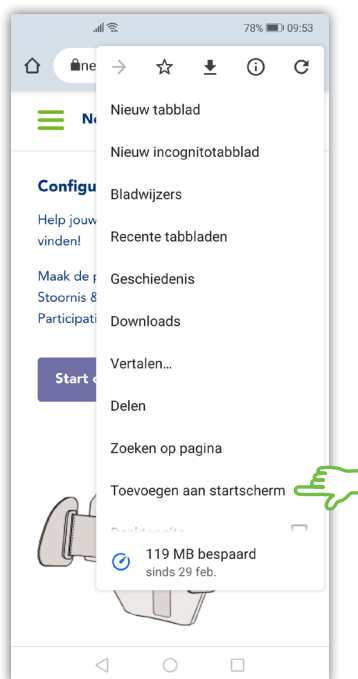 78% 09:53
ne
Nieuw tabblad
Nieuw incognitotabblad
Bladwijzers
Configu
Help jouw
vinden!
Recente tabbladen
Maak de p
Stoornis &
Participati
Geschiedenis
Downloads
Vertalen...
Start
Delen
Zoeken op pagina
Toevoegen aan startscherm
119 MB bespaard
sinds 29 feb.